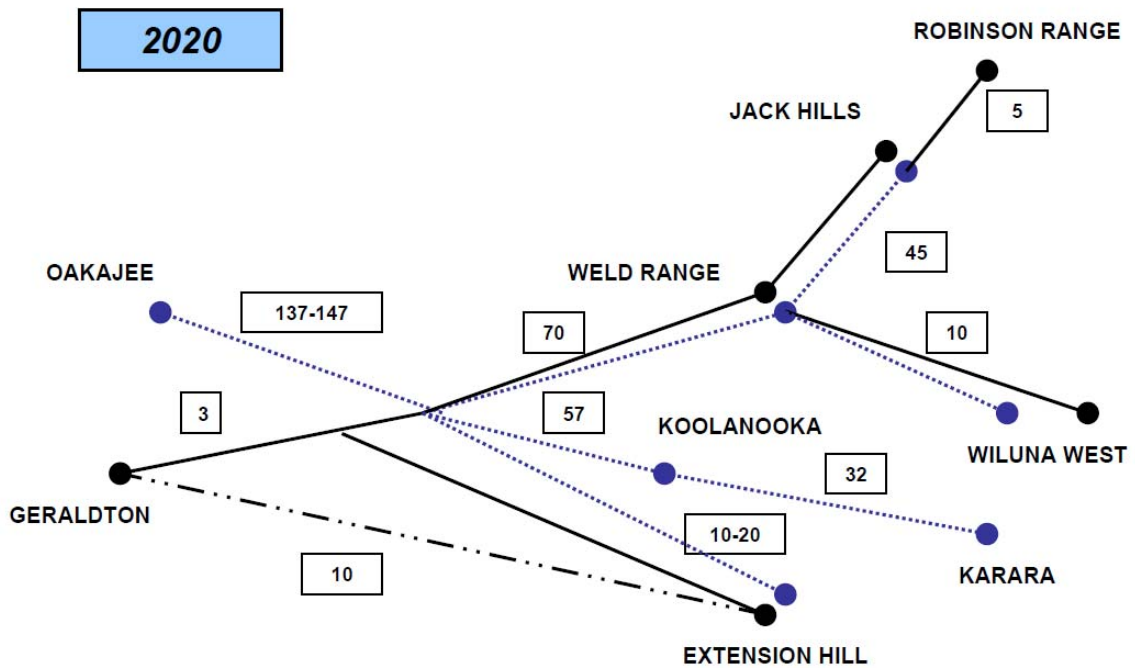 2020
ROBINSON RANGE
JACK HILLS
5
45
OAKAJEE
WELD RANGE
137-147
70
10
3
57
KOOLANOOKA
WILUNA WEST
32
GERALDTON
10-20
10
KARARA
EXTENSION HILL